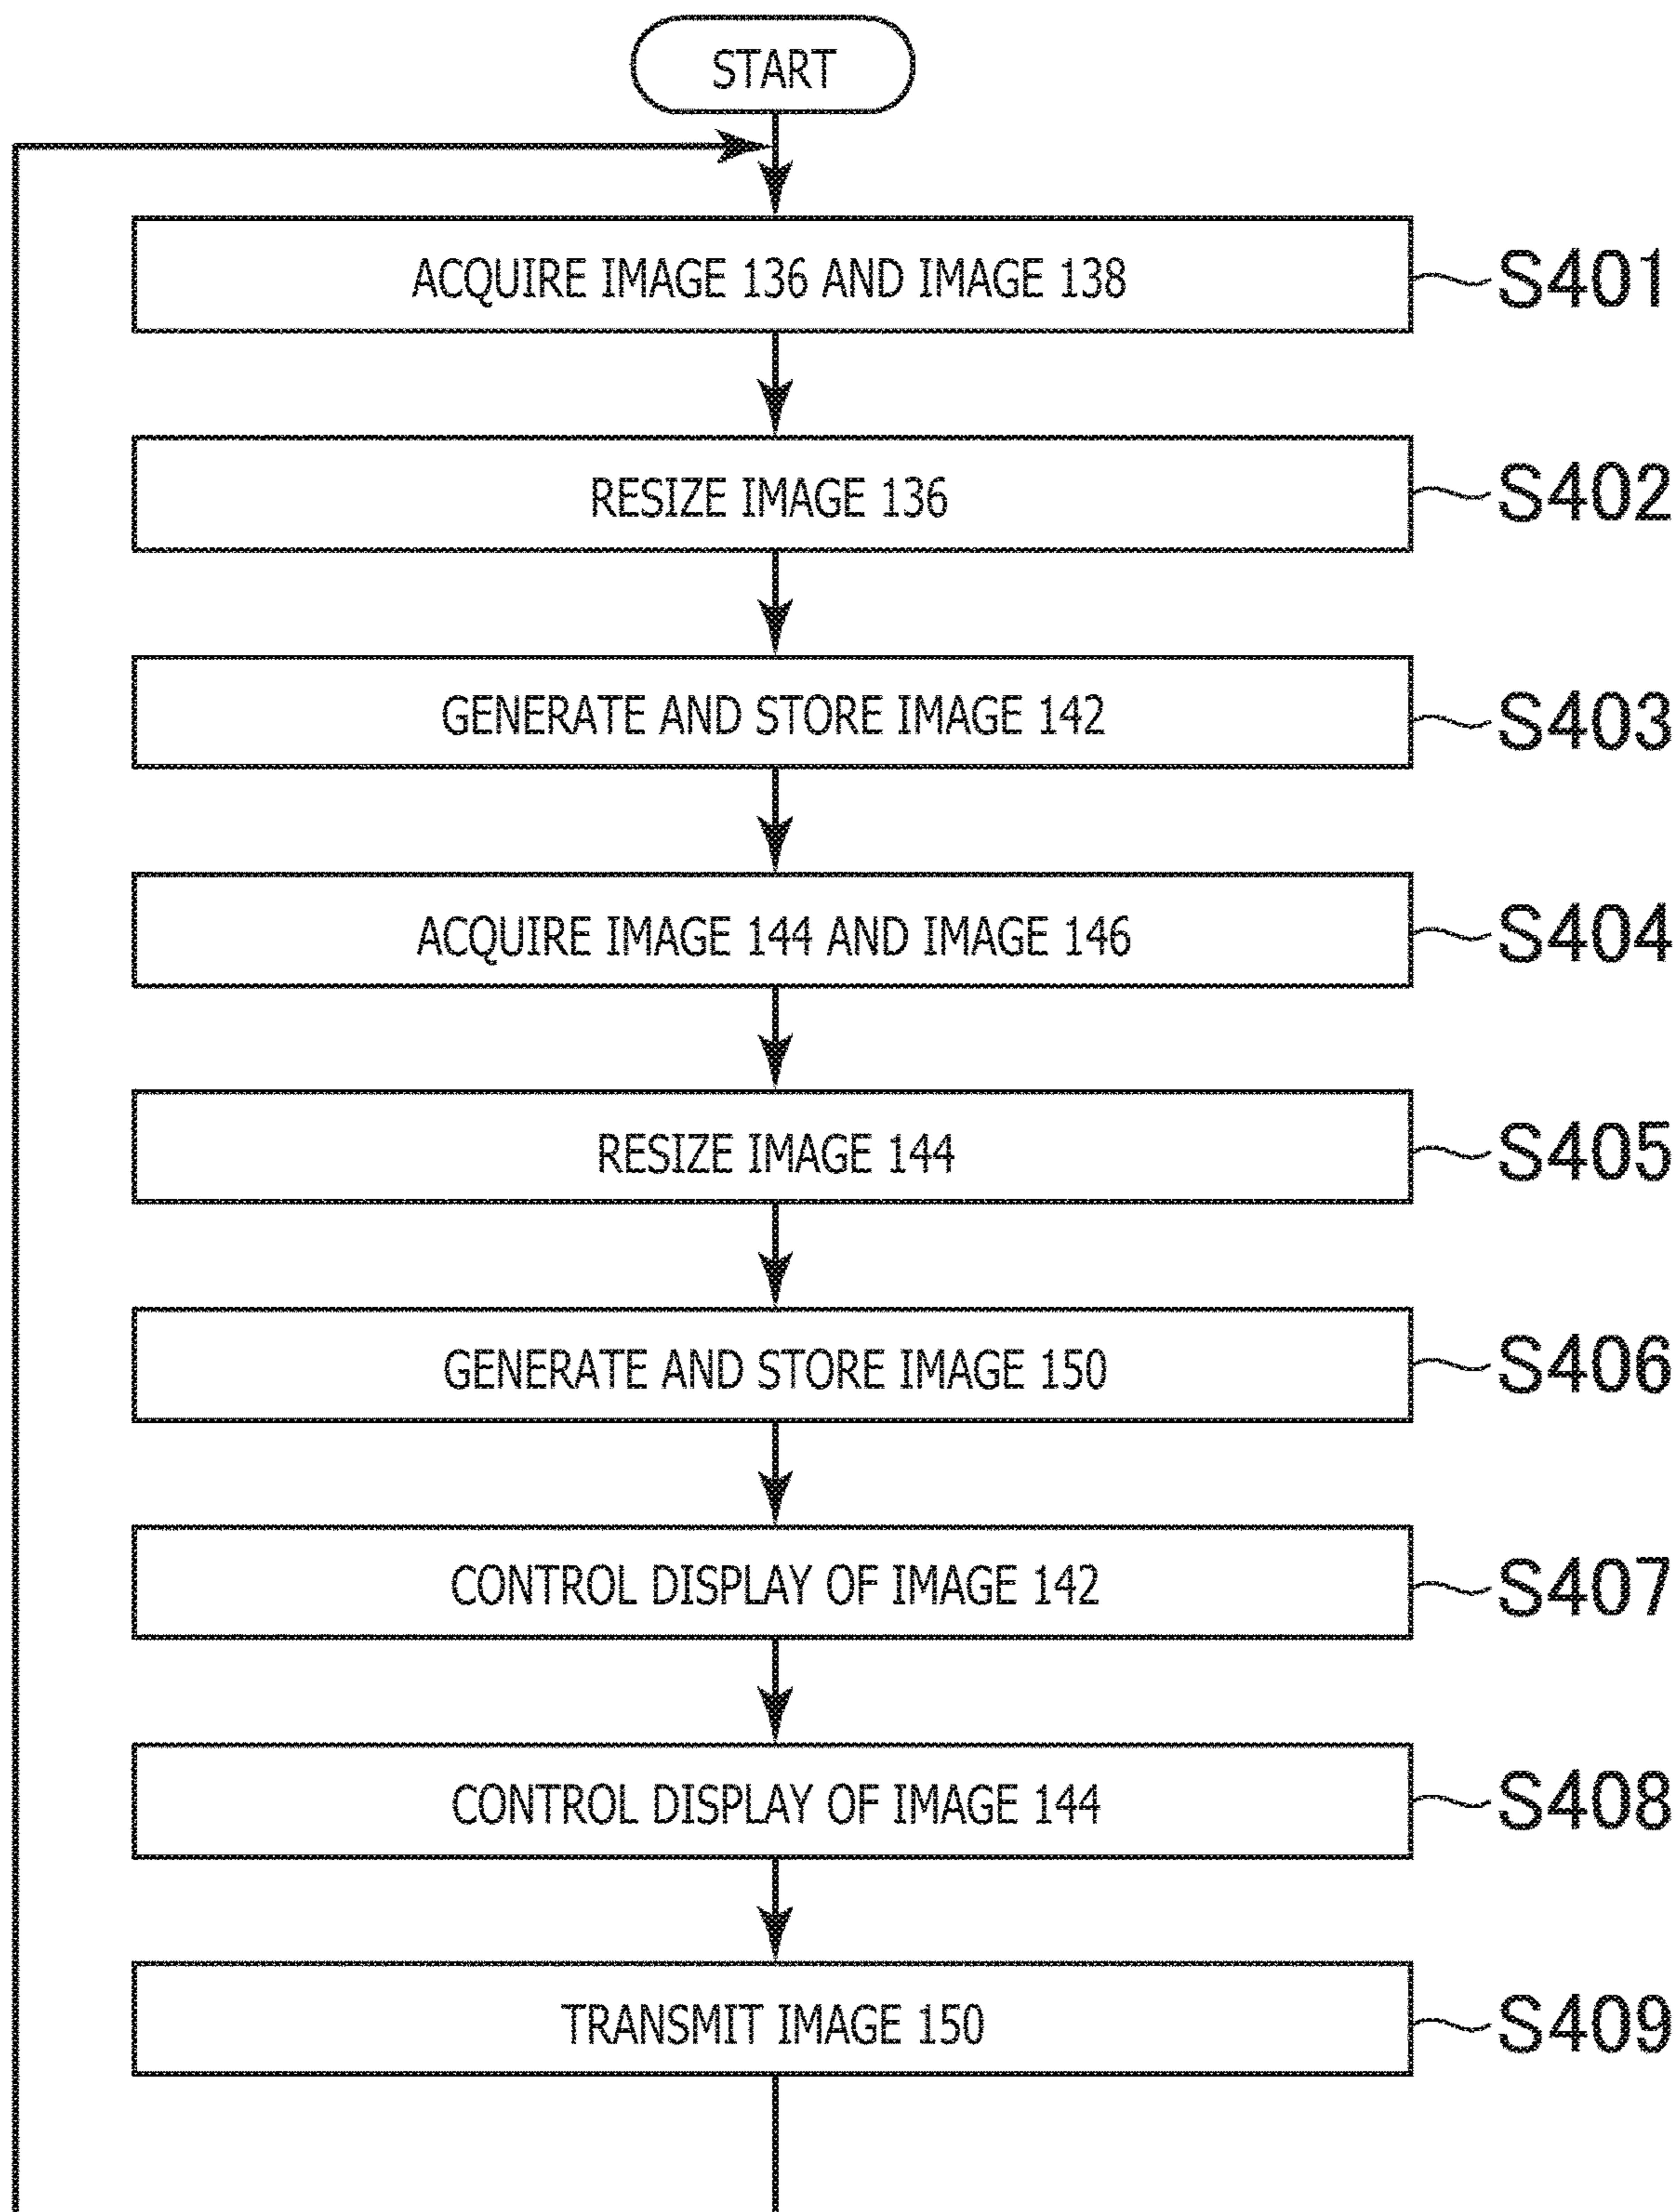 START
ACQUIRE IMAGE 136 AND IMAGE 138
S401
RESIZE IMAGE 136
S402
GENERATE AND STORE IMAGE 142
S403
ACQUIRE IMAGE 144 AND IMAGE 146
S404
RESIZE IMAGE 144
S405
GENERATE AND STORE IMAGE 150
S406
CONTROL DISPLAY OF IMAGE 142
S407
CONTROL DISPLAY OF IMAGE 144
S408
TRANSMIT IMAGE 150
S409